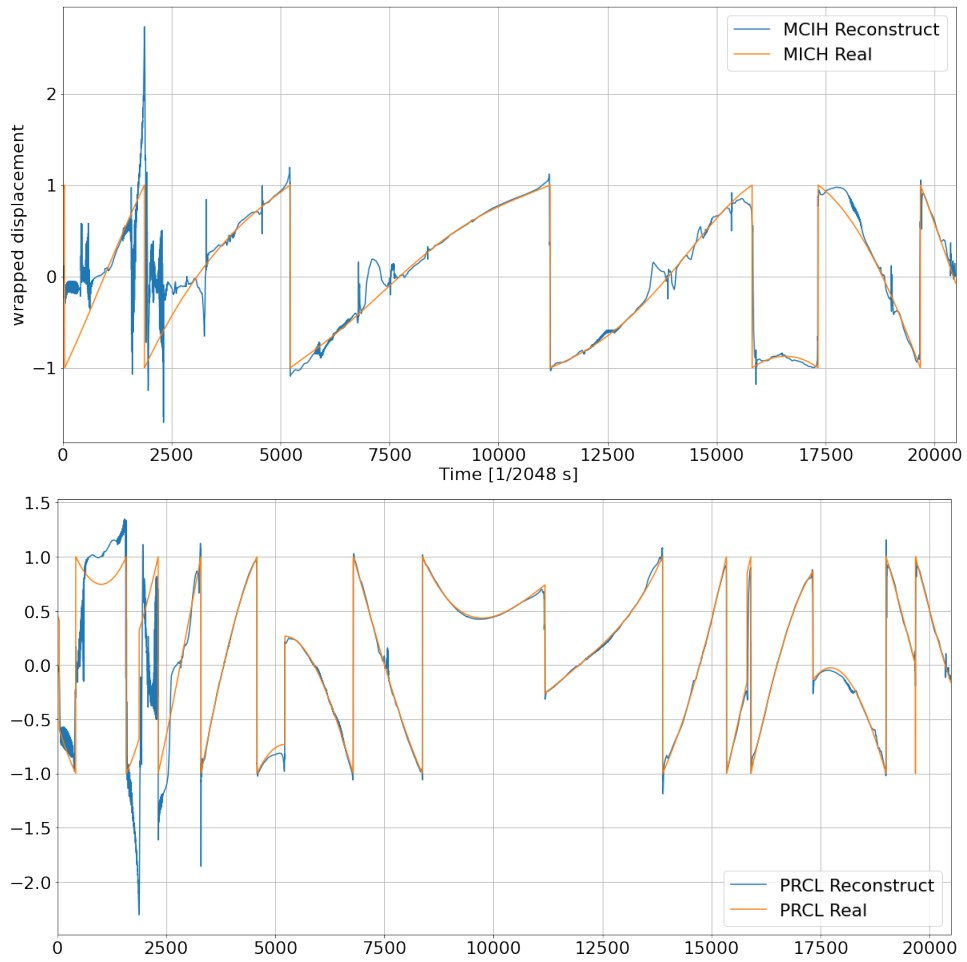 MCIH Reconstruct
MICH Real
wrapped displacement
2
1
0
−1
0 2500 5000 7500 10000 12500 15000 17500 20000
Time [1/2048 s]
1.5
1.0
0.5
0.0
−0.5
−1.0
−1.5
−2.0
PRCL Reconstruct
PRCL Real
0 2500 5000 7500 10000 12500 15000 17500 20000